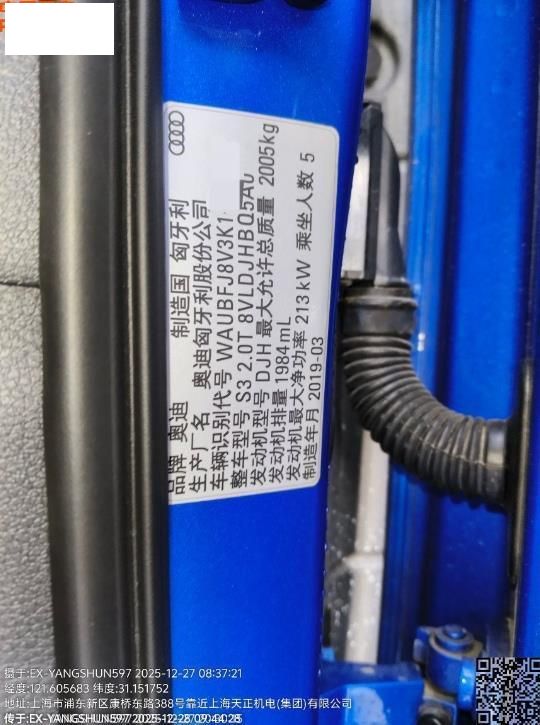 品牌 奥迪 制造国 匈牙利
生产厂名 奥迪匈牙利股份公司
车辆识别代号 WAUBFJ8V3K1
整车型号 S3 2.0T 8VLDJHBQ5A0
发动机型号 DJH 最大允许总质量 2005kg
发动机排量 1984mL
发动机最大净功率 213kW 乘坐人数 5
制造年月 2019-03
摄于:EX-YANGSHUN597 2025-12-27 08:37:21
经度:121.605683 纬度:31.151752
地址:上海市浦东新区康桥东路388号靠近上海天正机电(集团)有限公司
传于:EX-YANGSHUN597